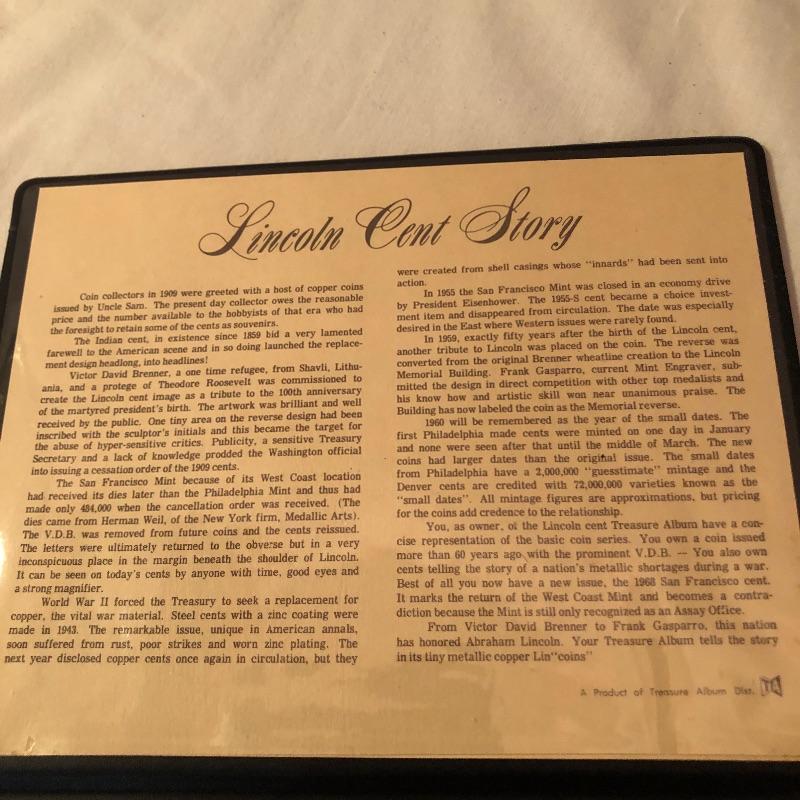 Lincoln Cent Story
Coin collectors in 1909 were greeted with a host of copper coins
issued by Uncle Sam. The present day collector owes the reasonable
price and the number available to the hobbyists of that era who had
the foresight to retain some of the cents as souvenirs.
The Indian cent, in existence since 1859 bid a very lamented
farewell to the American scene and in so doing launched the replace-
ment design headlong, into headlines!
Victor David Brenner, a one time refugee, from Shavli, Lithu-
ania, and a protege of Theodore Roosevelt was commissioned to
create the Lincoln cent image as a tribute to the 100th anniversary
of the martyred president's birth. The artwork was brilliant and well
received by the public. One tiny area on the reverse design had been
inscribed with the sculptor's initials and this became the target for
the abuse of hyper-sensitive critics. Publicity, a sensitive Treasury
Secretary and a lack of knowledge prodded the Washington official
into issuing a cessation order of the 1909 cents.
The San Francisco Mint because of its West Coast location
had received its dies later than the Philadelphia Mint and thus had
made only 484,000 when the cancellation order was received. (The
dies came from Herman Weil, of the New York firm, Medallic Arts).
The V.D.B. was removed from future coins and the cents reissued.
The letters were ultimately returned to the obverse but in a very
inconspicuous place in the margin beneath the shoulder of Lincoln.
It can be seen on today's cents by anyone with time, good eyes and
a strong magnifier.
World War II forced the Treasury to seek a replacement for
copper, the vital war material. Steel cents with a zinc coating were
made in 1943. The remarkable issue, unique in American annals,
soon suffered from rust, poor strikes and worn zinc plating. The
next year disclosed copper cents once again in circulation, but they
were created from shell casings whose "innards" had been sent into
action.
In 1955 the San Francisco Mint was closed in an economy drive
by President Eisenhower. The 1955-S cent became a choice invest-
ment item and disappeared from circulation. The date was especially
desired in the East where Western issues were rarely found.
In 1959, exactly fifty years after the birth of the Lincoln cent,
another tribute to Lincoln was placed on the coin. The reverse was
converted from the original Brenner wheatline creation to the Lincoln
Memorial Building. Frank Gasparro, current Mint Engraver, sub-
mitted the design in direct competition with other top medalists and
his know how and artistic skill won near unanimous praise. The
Building has now labeled the coin as the Memorial reverse.
1960 will be remembered as the year of the small dates. The
first Philadelphia made cents were minted on one day in January
and none were seen after that until the middle of March. The new
coins had larger dates than the original issue. The small dates
from Philadelphia have a 2,000,000 "guesstimate" mintage and the
Denver cents are credited with 72,000,000 varieties known as the
"small dates". All mintage figures are approximations, but pricing
for the coins add credence to the relationship.
You, as owner, of the Lincoln cent Treasure Album have a con-
cise representation of the basic coin series. You own a coin issued
more than 60 years ago with the prominent V.D.B. -- You also own
cents telling the story of a nation's metallic shortages during a war.
Best of all you now have a new issue, the 1968 San Francisco cent.
It marks the return of the West Coast Mint and becomes a contra-
diction because the Mint is still only recognized as an Assay Office.
From Victor David Brenner to Frank Gasparro, this nation
has honored Abraham Lincoln. Your Treasure Album tells the story
in its tiny metallic copper Lin"coins"
A Product of Treasure Album Dist. TA